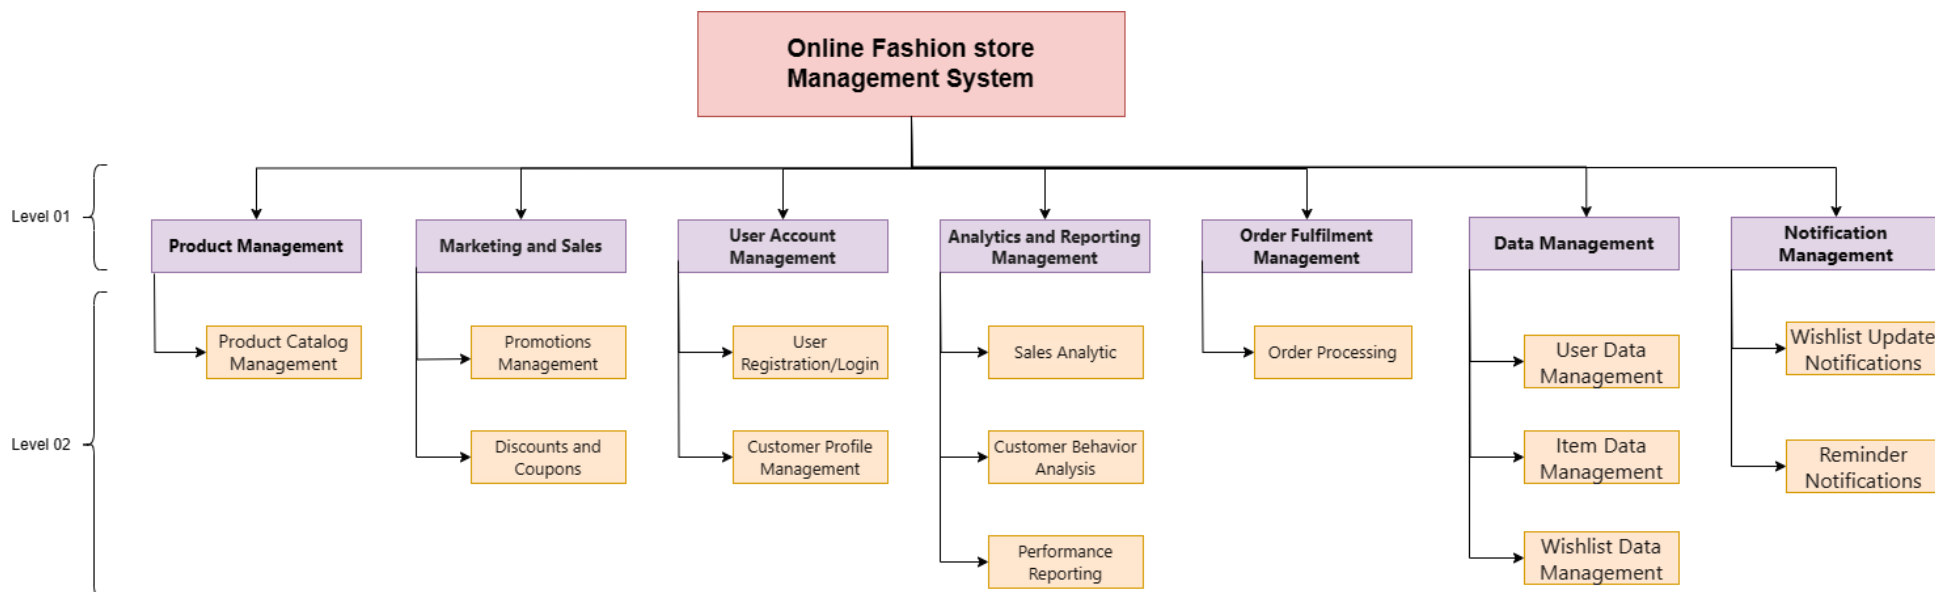 Online Fashion store
Management System
Level 01
Product Management
Marketing and Sales
User Account
Management
Analytics and Reporting
Management
Order Fulfilment
Management
Data Management
Notification
Management
Level 02
Product Catalog
Management
Promotions
Management
Discounts and
Coupons
User
Registration/Login
Customer Profile
Management
Sales Analytic
Customer Behavior
Analysis
Performance
Reporting
Order Processing
User Data
Management
Item Data
Management
Wishlist Data
Management
Wishlist Update
Notifications
Reminder
Notifications